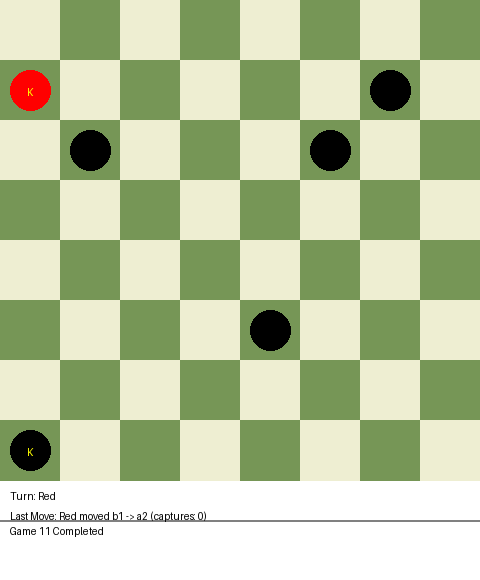 K
K
Turn: Red
Last Move: Red moved b1 -> a2 (captures: 0)
Game 11 Completed